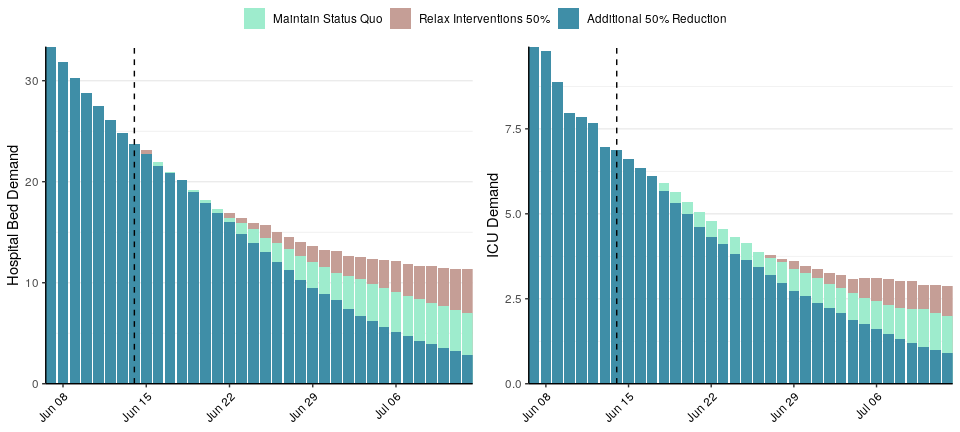 Maintain Status Quo Relax Interventions 50% Additional 50% Reduction
Hospital Bed Demand
30
20
10
0
Jun 08 Jun 15 Jun 22 Jun 29 Jul 06
ICU Demand
7.5
5.0
2.5
0.0
Jun 08 Jun 15 Jun 22 Jun 29 Jul 06